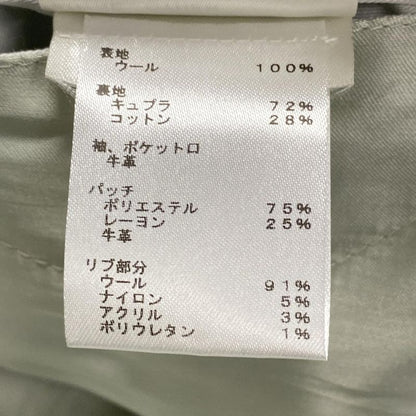 表地
ウール 100%
裏地
キュプラ 72%
コットン 28%
袖、ポケット口
牛革
パッチ
ポリエステル 75%
レーヨン 25%
牛革
リブ部分
ウール 91%
ナイロン 5%
アクリル 3%
ポリウレタン 1%